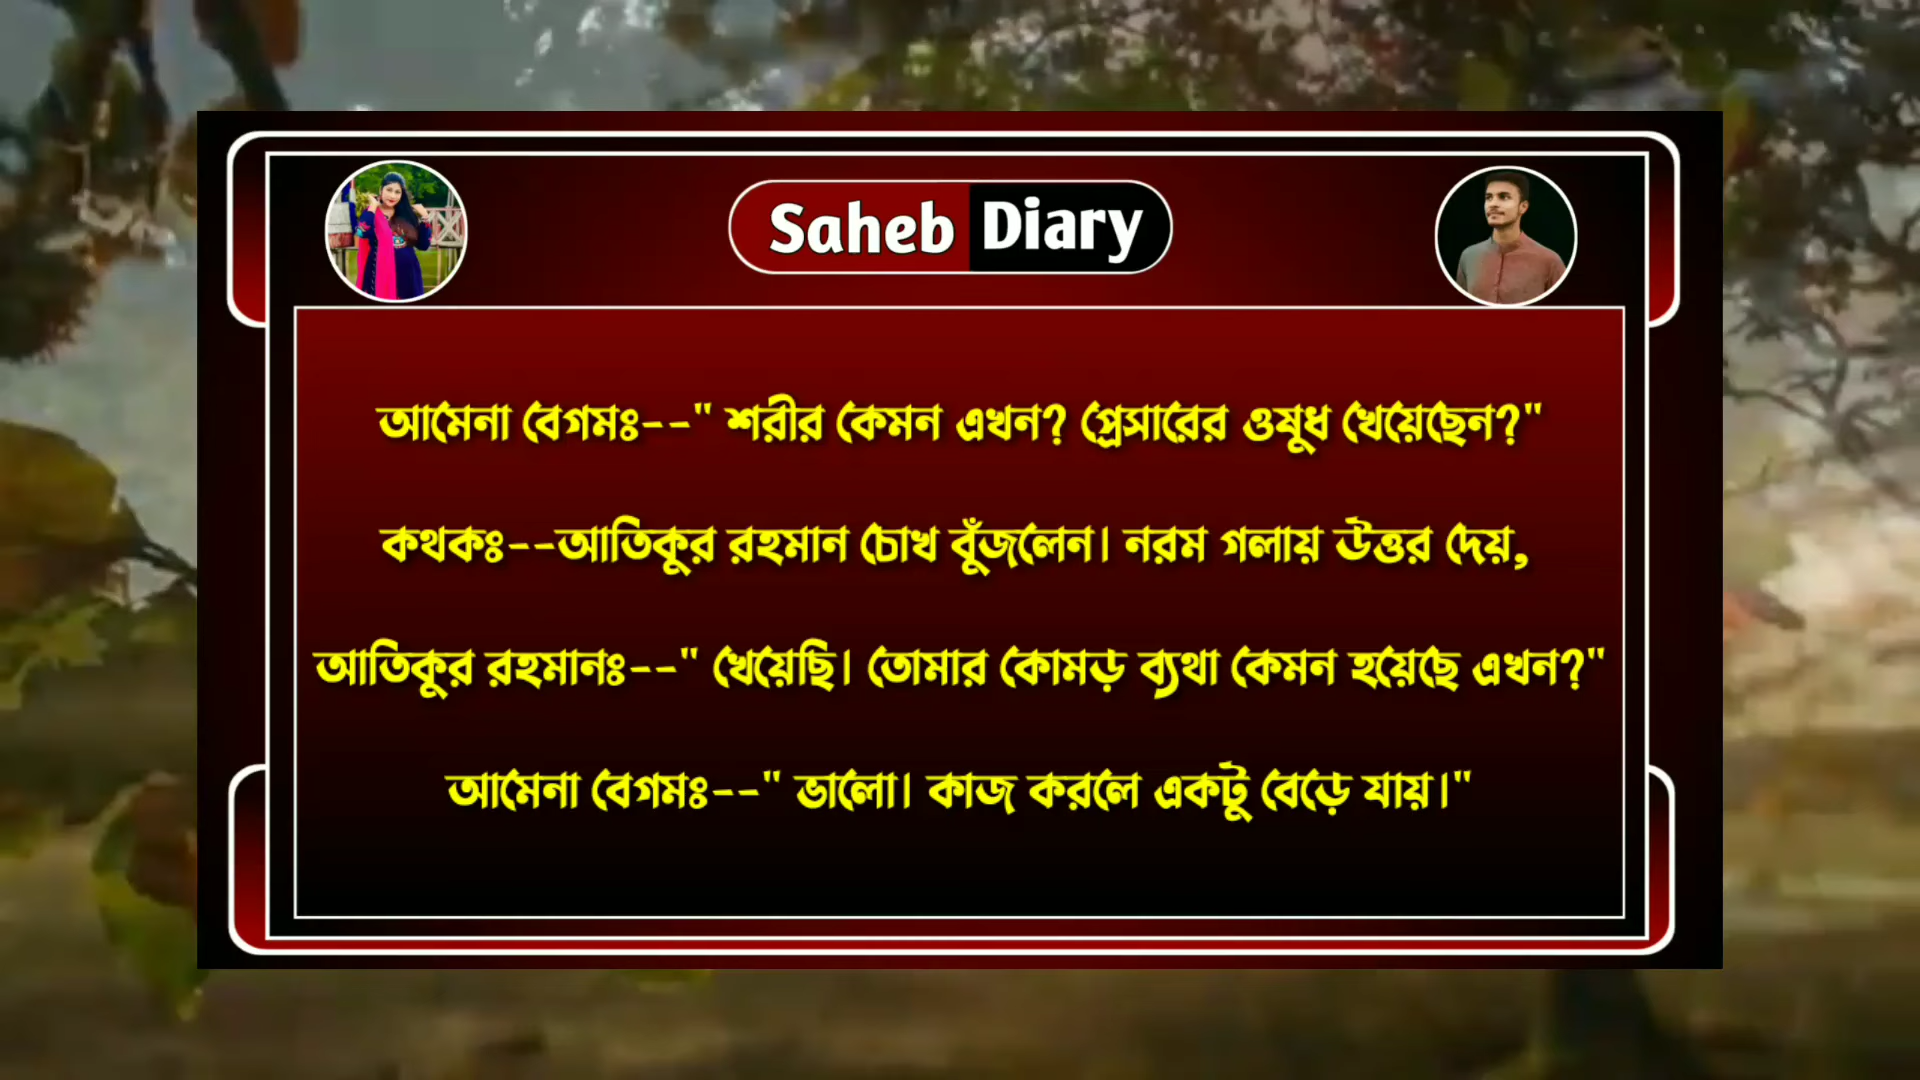 Saheb Diary
আমেনা বেগমঃ--" শরীর কেমন এখন? প্রেসারের ওষুধ খেয়েছেন?"
কথকঃ--আতিকুর রহমান চোখ বুঁজলেন। নরম গলায় উত্তর দেয়,
আতিকুর রহমানঃ--" খেয়েছি। তোমার কোমড় ব্যথা কেমন হয়েছে এখন?"
আমেনা বেগমঃ--" ভালো। কাজ করলে একটু বেড়ে যায়।"